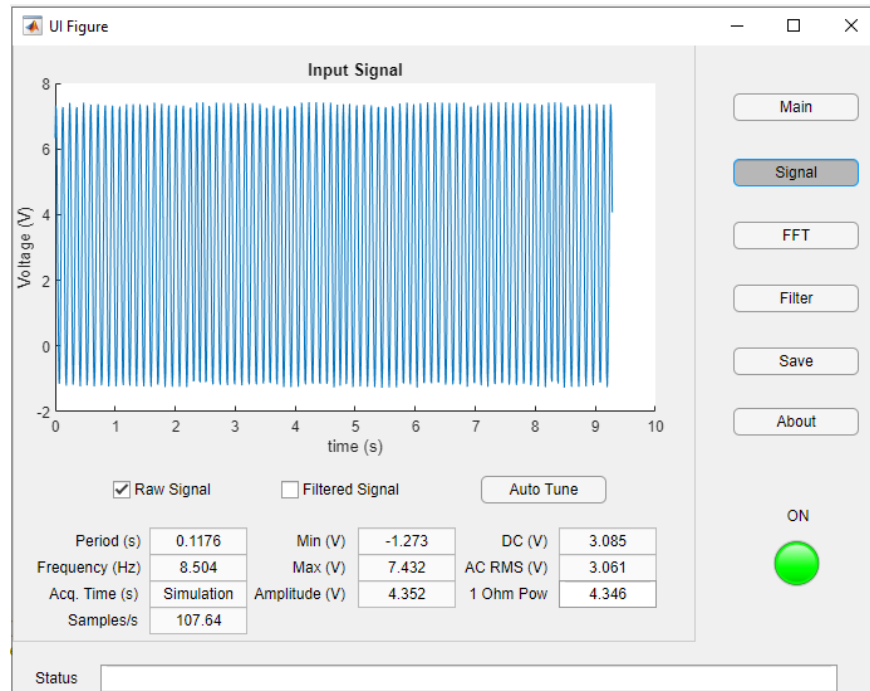 UI Figure
Input Signal
8
6
4
2
0
-2
Voltage (V)
0 1 2 3 4 5 6 7 8 9 10
time (s)
Main
Signal
FFT
Filter
Save
About
ON
Raw Signal Filtered Signal Auto Tune
Period (s) 0.1176 Min (V) -1.273 DC (V) 3.085
Frequency (Hz) 8.504 Max (V) 7.432 AC RMS (V) 3.061
Acq. Time (s) Simulation Amplitude (V) 4.352 1 Ohm Pow 4.346
Samples/s 107.64
Status